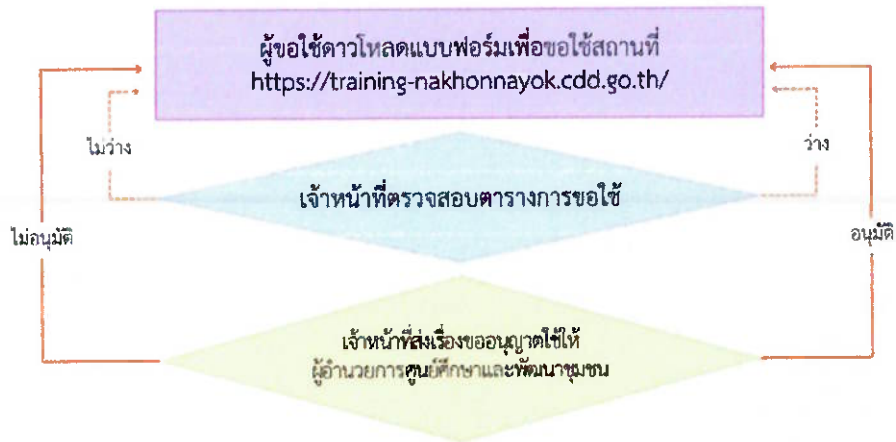 ผู้ขอใช้ดาวโหลดแบบฟอร์มเพื่อขอใช้สถานที่
https://training-nakhonnayok.cdd.go.th/
ไม่ว่าง
ว่าง
เจ้าหน้าที่ตรวจสอบตารางการขอใช้
ไม่อนุมัติ
อนุมัติ
เจ้าหน้าที่ส่งเรื่องขออนุญาตใช้ให้
ผู้อำนวยการศูนย์ศึกษาและพัฒนาชุมชน